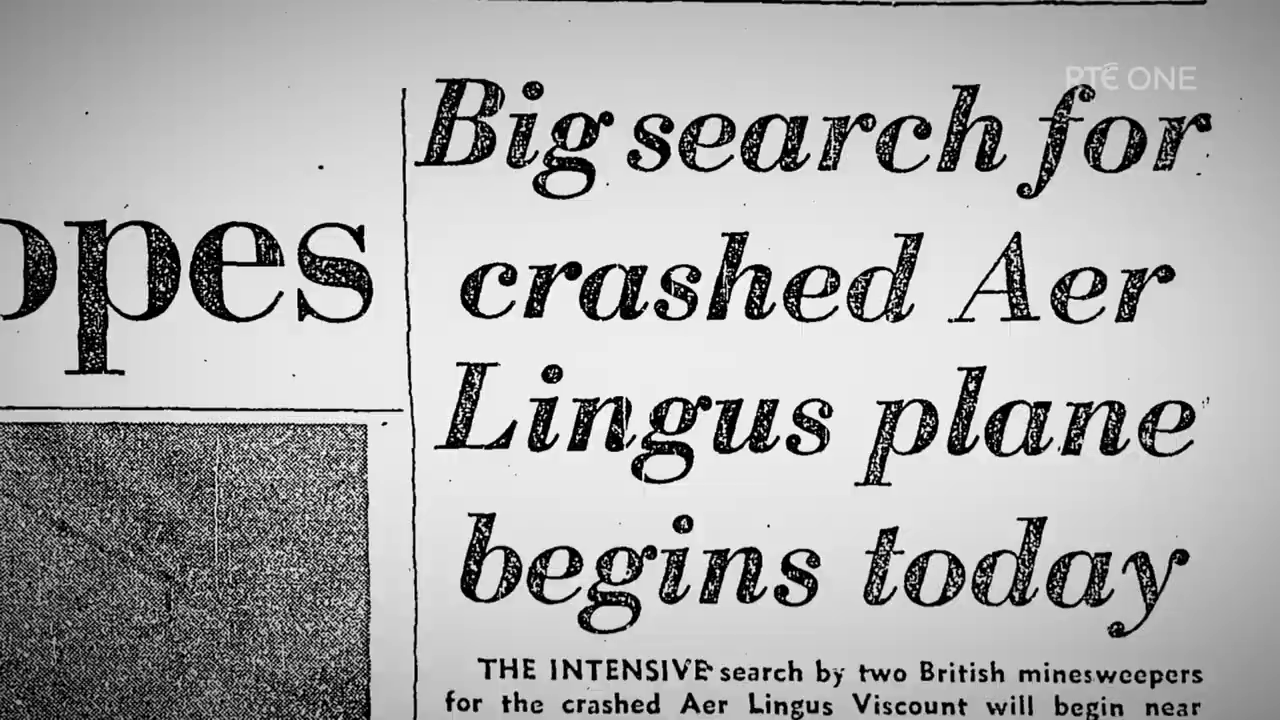 RTÉ ONE
Big search for
crashed Aer
Lingus plane
begins today
opes
THE INTENSIVE search by two British minesweepers
for the crashed Aer Lingus Viscount will begin near